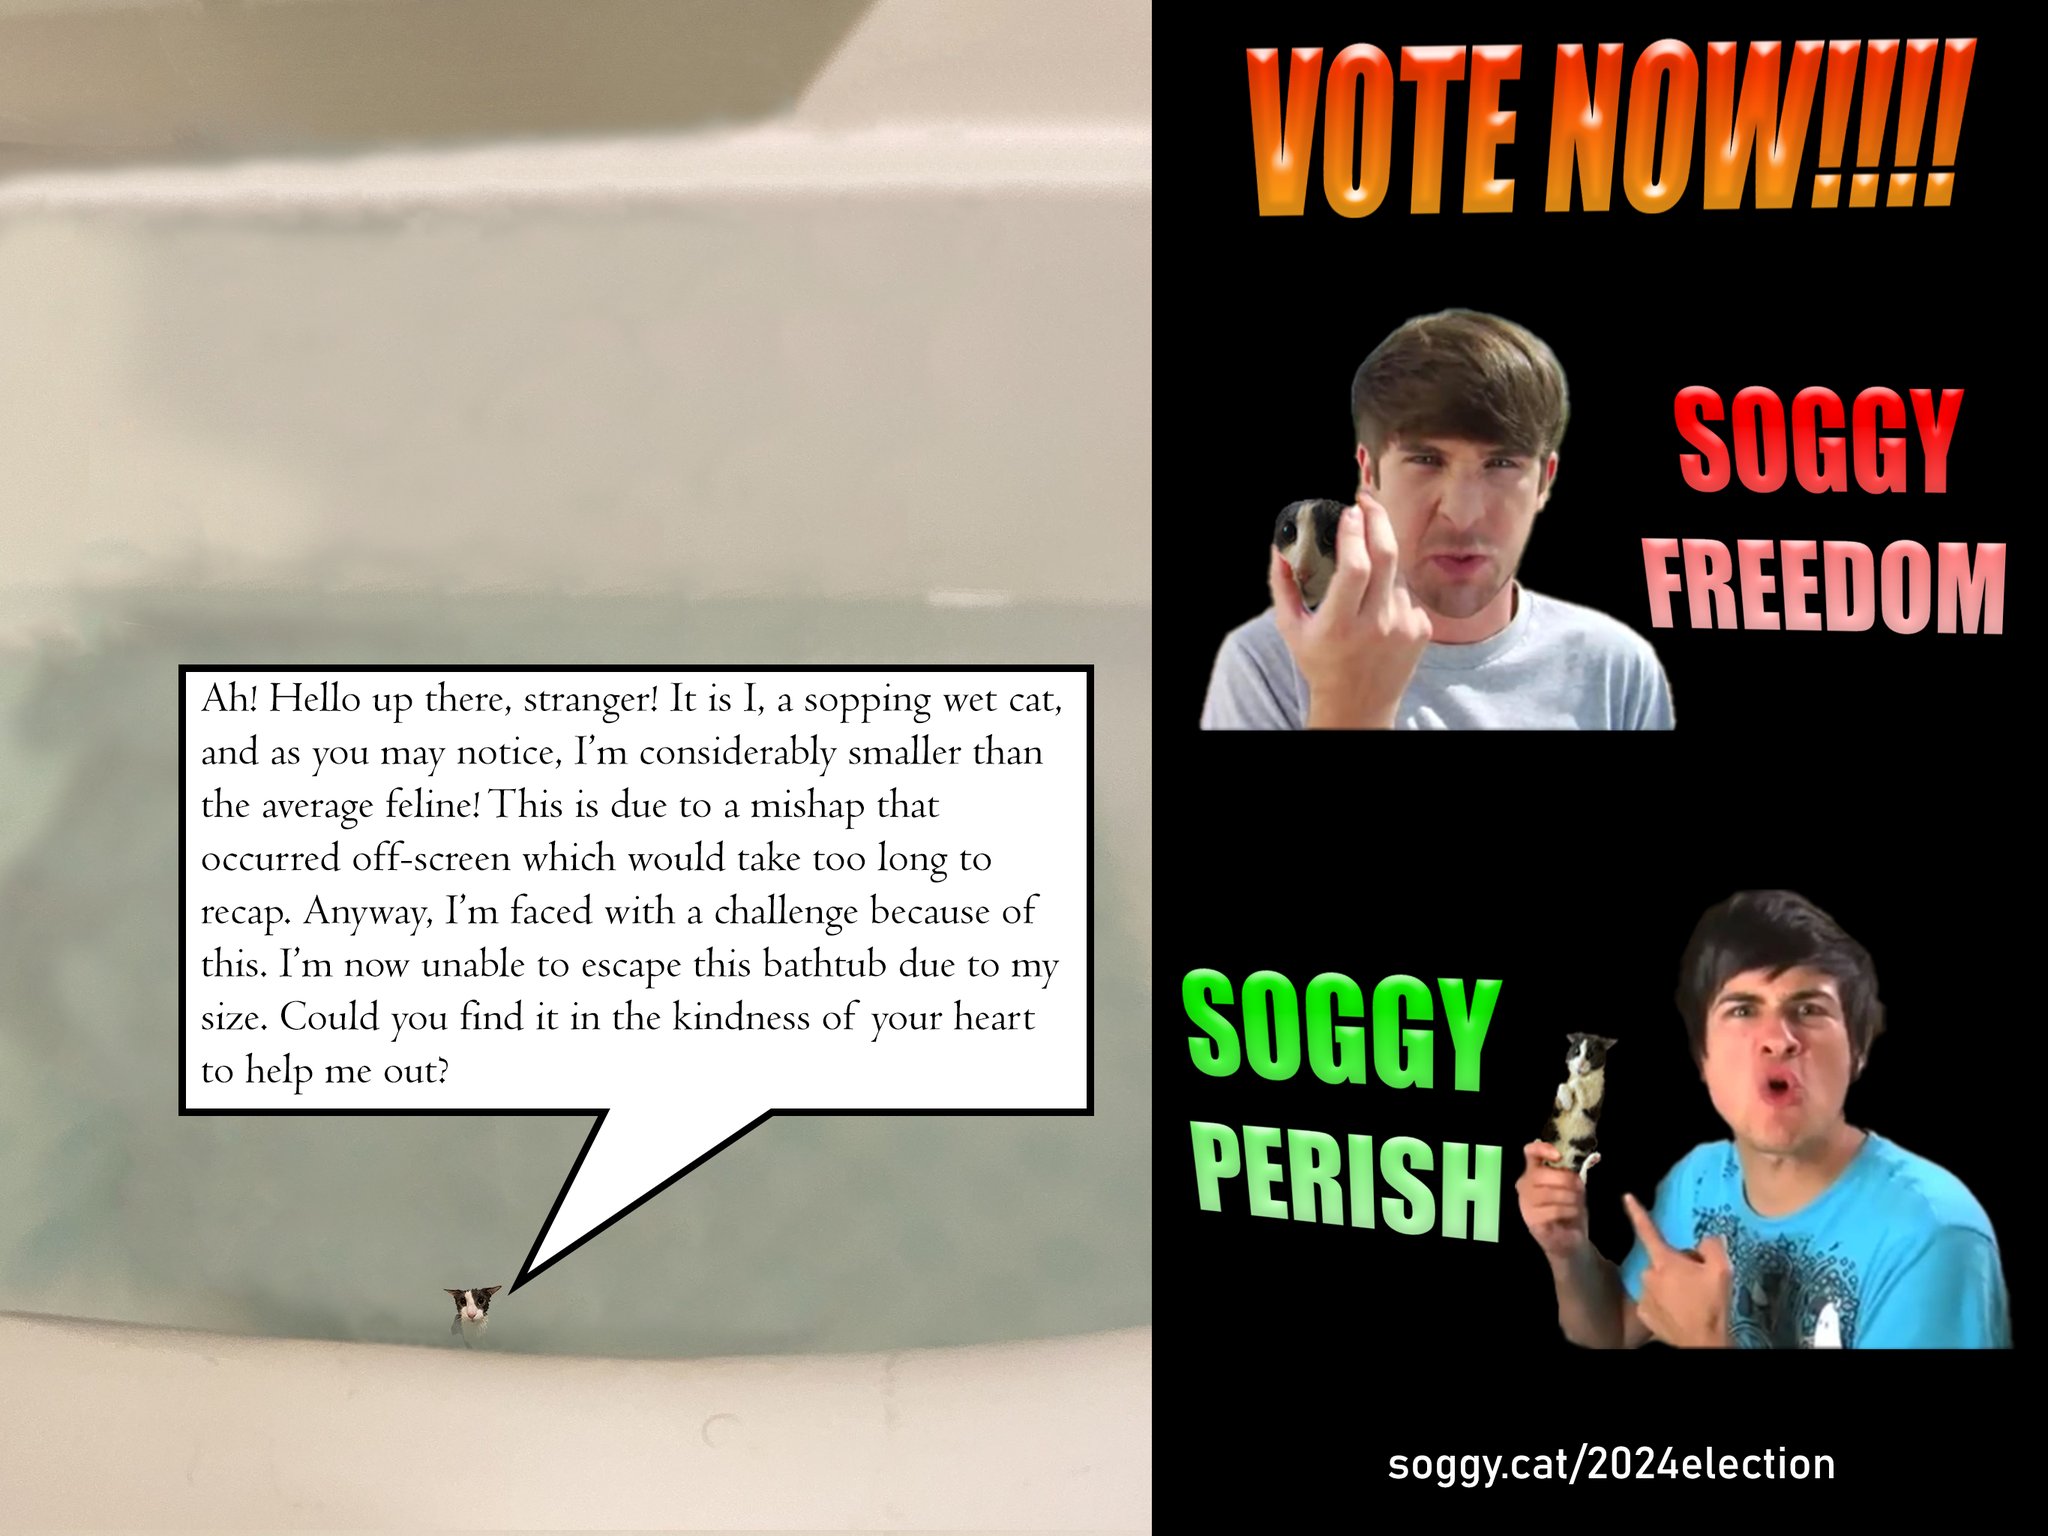 Ah! Hello up there, stranger! It is I, a sopping wet cat,
and as you may notice, I'm considerably smaller than
the average feline! This is due to a mishap that
occurred off-screen which would take too long to
recap. Anyway, I'm faced with a challenge because of
this. I'm now unable to escape this bathtub due to my
size. Could you find it in the kindness of your heart
to help me out?
VOTE NOW!!!!
SOGGY
FREEDOM
SOGGY
PERISH
soggy.cat/2024election